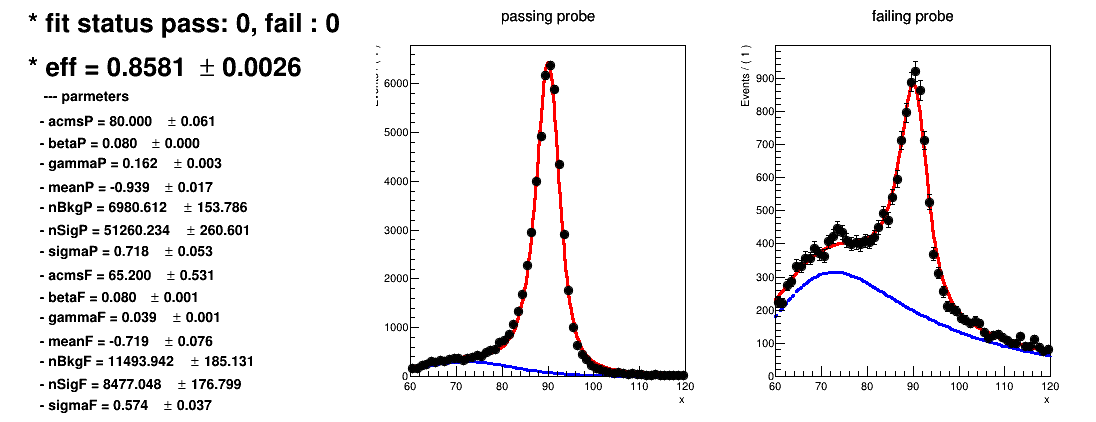 * fit status pass: 0, fail : 0
* eff = 0.8581 ± 0.0026
--- parmeters
- acmsP = 80.000 ± 0.061
- betaP = 0.080 ± 0.000
- gammaP = 0.162 ± 0.003
- meanP = -0.939 ± 0.017
- nBkgP = 6980.612 ± 153.786
- nSigP = 51260.234 ± 260.601
- sigmaP = 0.718 ± 0.053
- acmsF = 65.200 ± 0.531
- betaF = 0.080 ± 0.001
- gammaF = 0.039 ± 0.001
- meanF = -0.719 ± 0.076
- nBkgF = 11493.942 ± 185.131
- nSigF = 8477.048 ± 176.799
- sigmaF = 0.574 ± 0.037
passing probe
6000
5000
4000
3000
2000
1000
0
60 70 80 90 100 110 120
x
failing probe
Events / ( 1 )
900
800
700
600
500
400
300
200
100
0
60 70 80 90 100 110 120
x